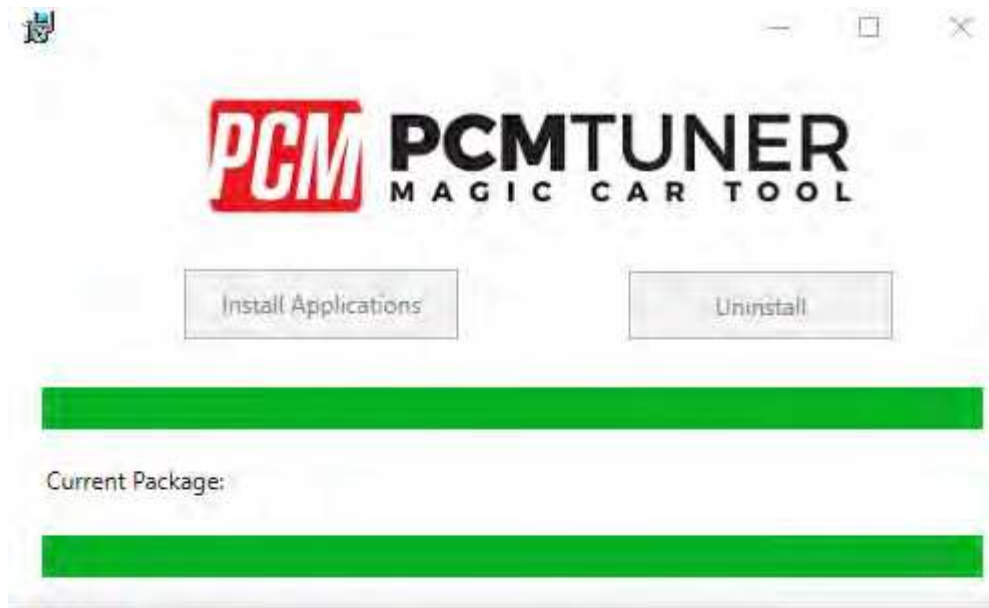 PCM PCMTUNER
MAGIC CAR TOOL
Install Applications
Uninstall
Current Package: